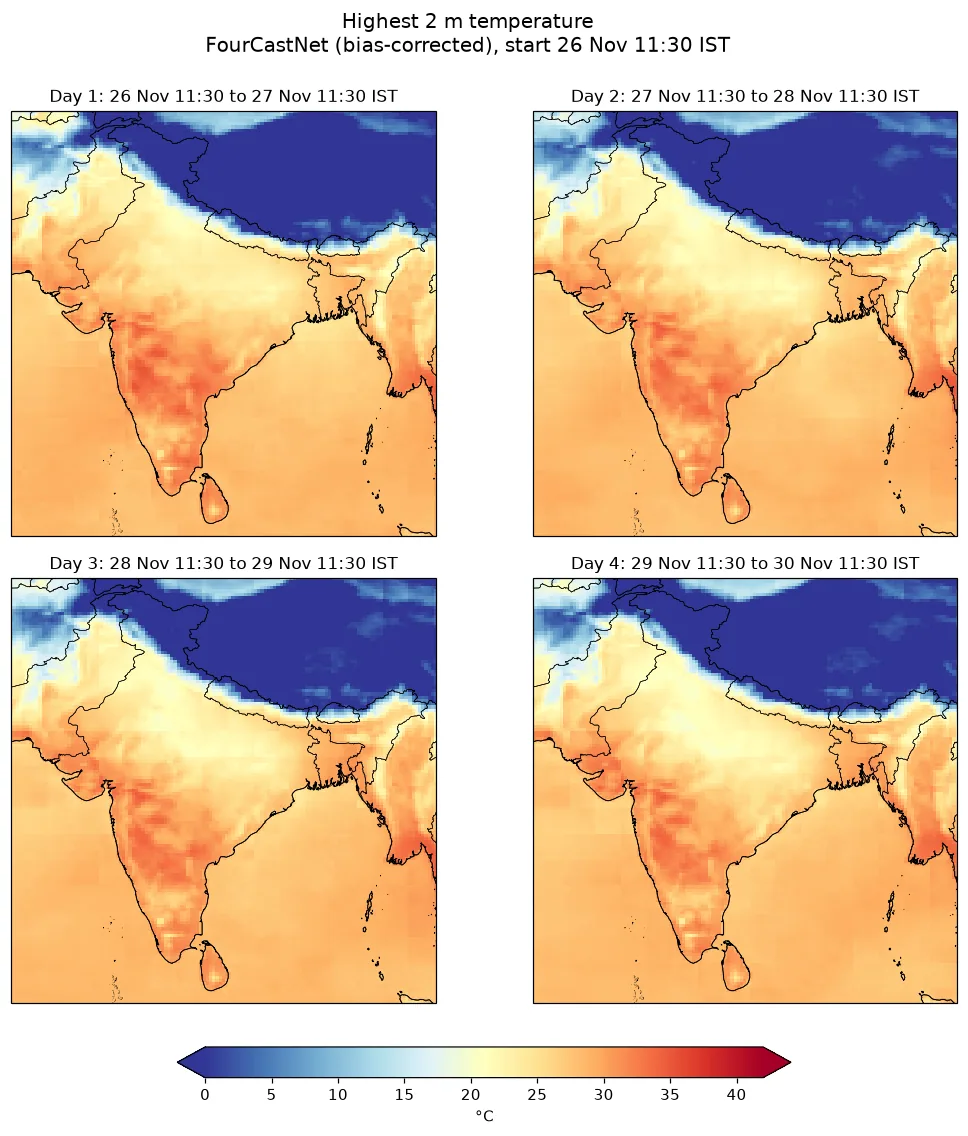 Highest 2 m temperature
FourCastNet (bias-corrected), start 26 Nov 11:30 IST
Day 1: 26 Nov 11:30 to 27 Nov 11:30 IST
Day 2: 27 Nov 11:30 to 28 Nov 11:30 IST
Day 3: 28 Nov 11:30 to 29 Nov 11:30 IST
Day 4: 29 Nov 11:30 to 30 Nov 11:30 IST
0 5 10 15 20 25 30 35 40
°C